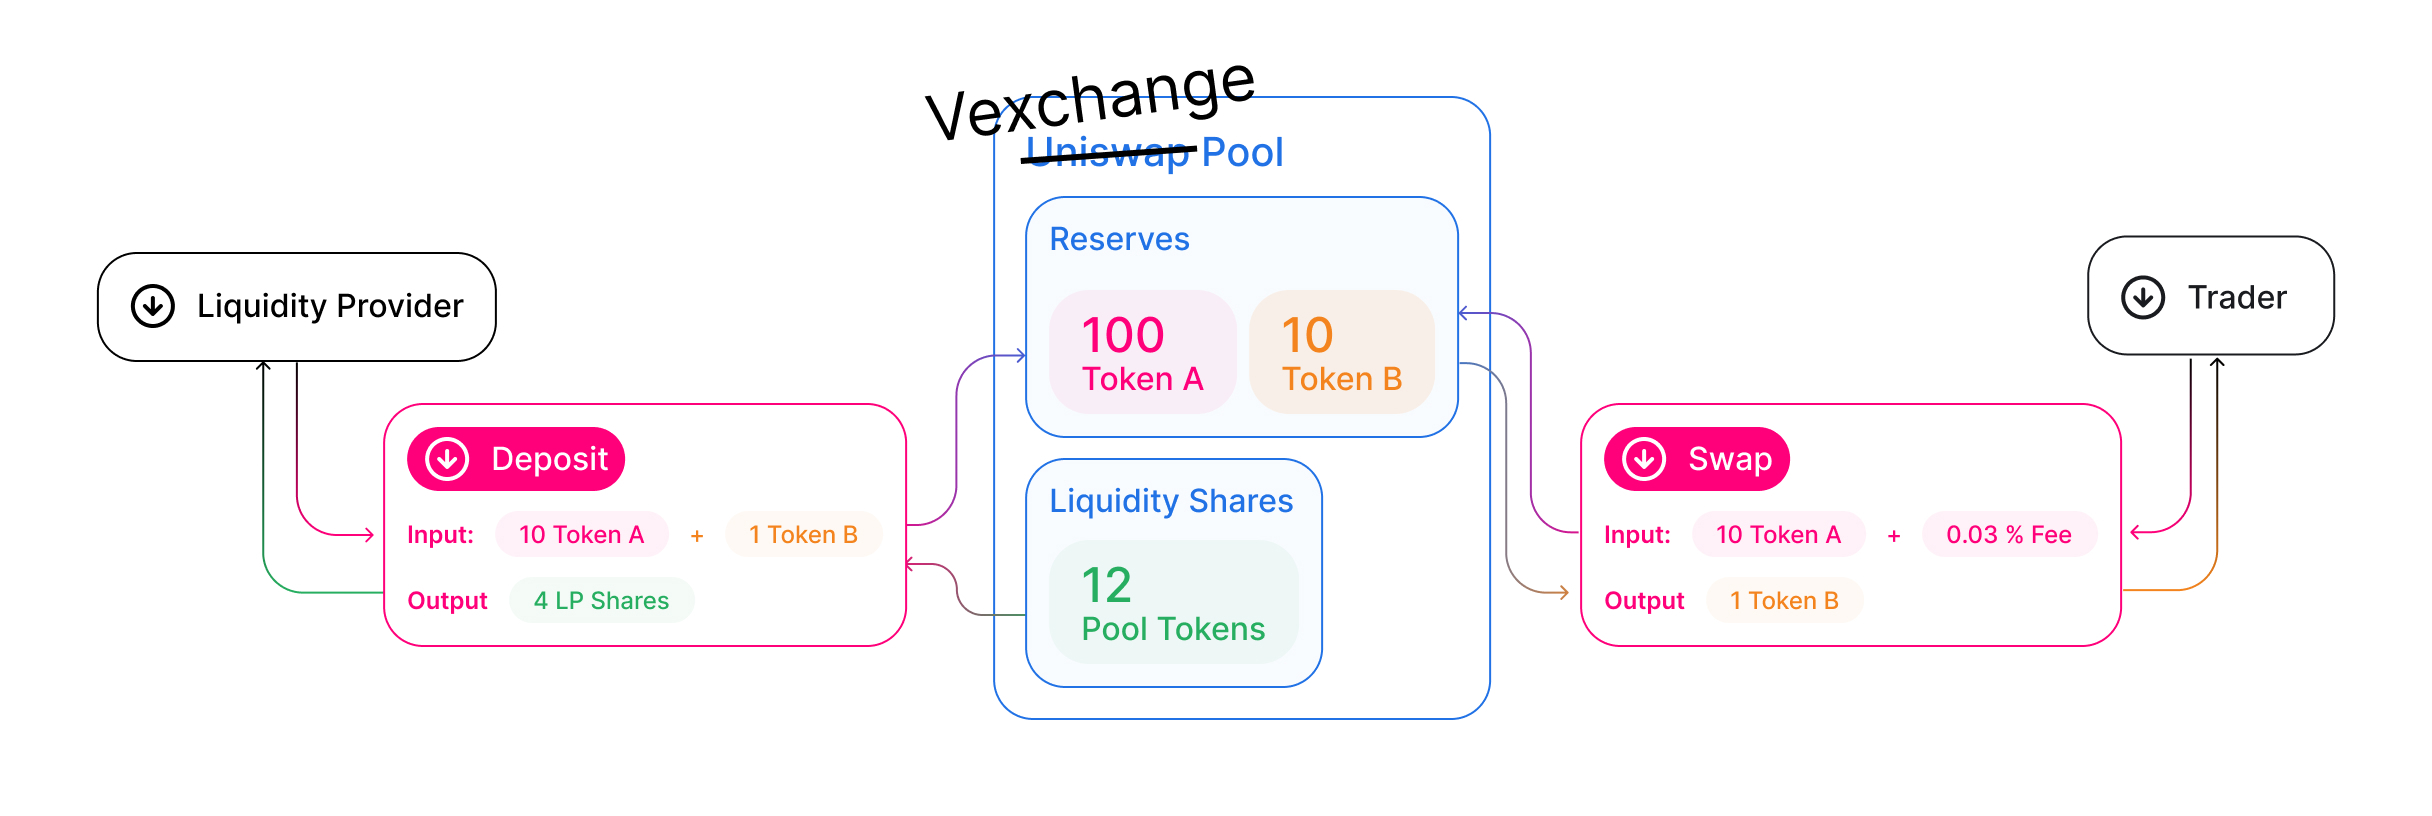 Vexchange
Uniswap Pool
Reserves
100
Token A
10
Token B
Liquidity Shares
12
Pool Tokens
Liquidity Provider
Deposit
Input: 10 Token A + 1 Token B
Output 4 LP Shares
Trader
Swap
Input: 10 Token A + 0.03 % Fee
Output 1 Token B